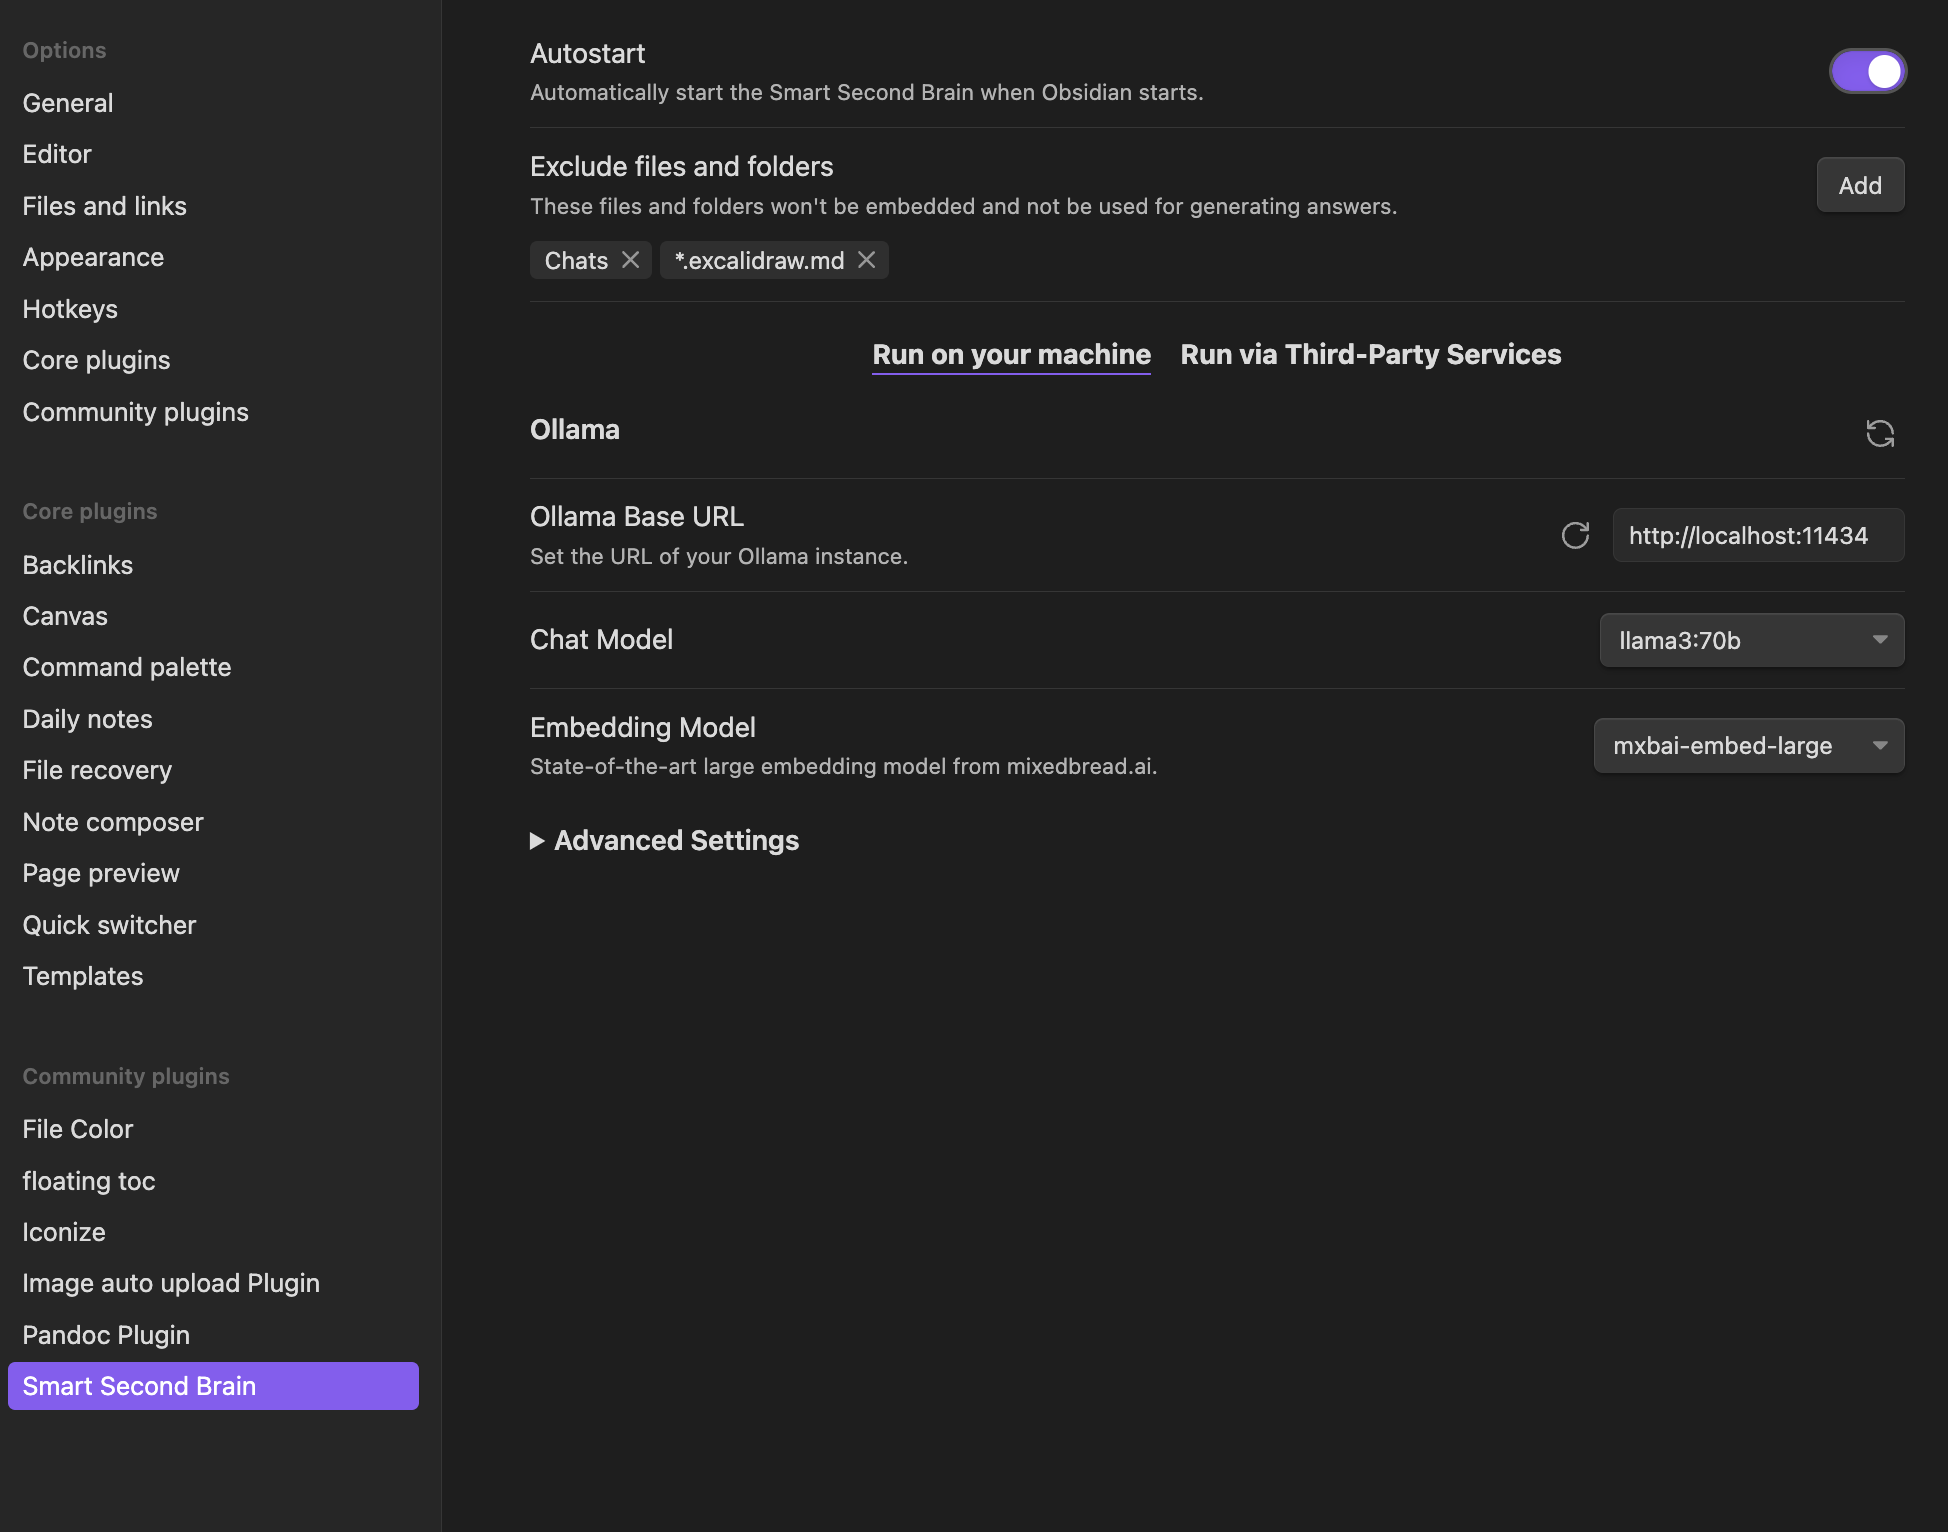 Options
General
Editor
Files and links
Appearance
Hotkeys
Core plugins
Community plugins
Core plugins
Backlinks
Canvas
Command palette
Daily notes
File recovery
Note composer
Page preview
Quick switcher
Templates
Community plugins
File Color
floating toc
Iconize
Image auto upload Plugin
Pandoc Plugin
Smart Second Brain
Autostart
Automatically start the Smart Second Brain when Obsidian starts.
Exclude files and folders
These files and folders won't be embedded and not be used for generating answers.
Add
Chats *.excalidraw.md
Run on your machine Run via Third-Party Services
Ollama
Ollama Base URL
Set the URL of your Ollama instance.
http://localhost:11434
Chat Model
llama3:70b
Embedding Model
State-of-the-art large embedding model from mixedbread.ai.
mxbai-embed-large
Advanced Settings